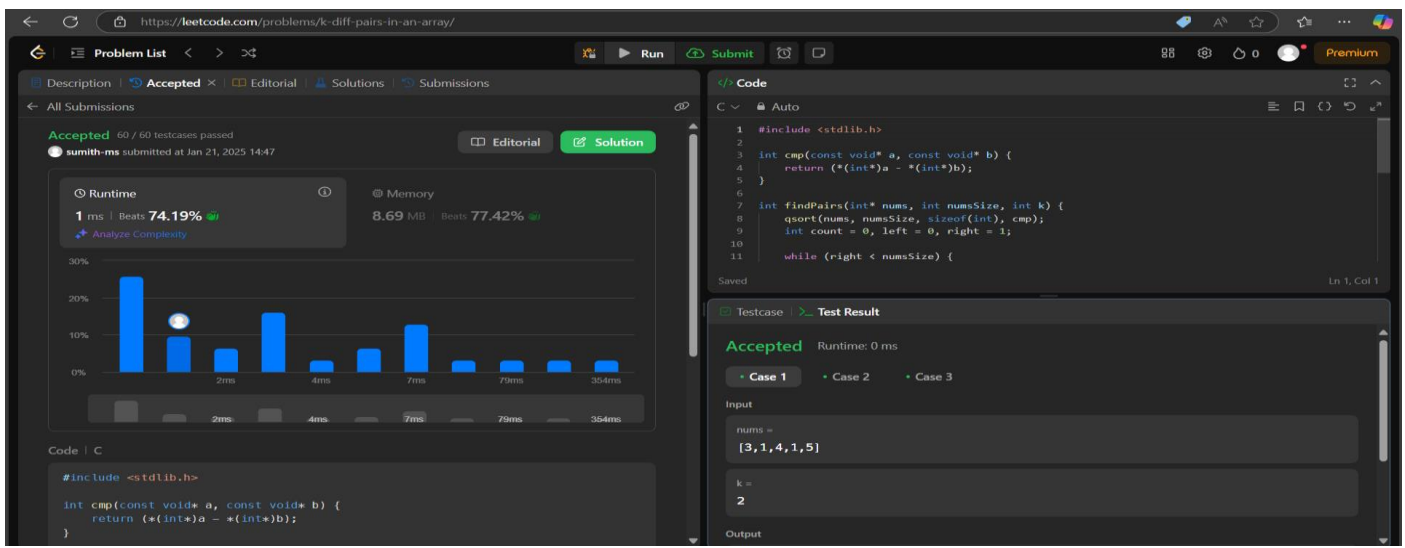 https://leetcode.com/problems/k-diff-pairs-in-an-array/
Problem List
Run
Submit
0
Premium
Description | Accepted × | Editorial | Solutions | Submissions
← All Submissions
Accepted 60 / 60 testcases passed
sumith-ms submitted at Jan 21, 2025 14:47
Editorial
Solution
Runtime
1 ms | Beats 74.19%
Analyze Complexity
Memory
8.69 MB | Beats 77.42%
30%
20%
10%
0%
2ms 4ms 7ms 79ms 354ms
2ms 4ms 7ms 79ms 354ms
Code | C
#include <stdlib.h>
int cmp(const void* a, const void* b) {
    return (*(int*)a - *(int*)b);
}
</> Code
C Auto
1 #include <stdlib.h>
2
3 int cmp(const void* a, const void* b) {
4     return (*(int*)a - *(int*)b);
5 }
6
7 int findPairs(int* nums, int numsSize, int k) {
8     qsort(nums, numsSize, sizeof(int), cmp);
9     int count = 0, left = 0, right = 1;
10
11     while (right < numsSize) {
Saved
Ln 1, Col 1
Testcase | >_ Test Result
Accepted Runtime: 0 ms
• Case 1 • Case 2 • Case 3
Input
nums =
[3,1,4,1,5]
k =
2
Output